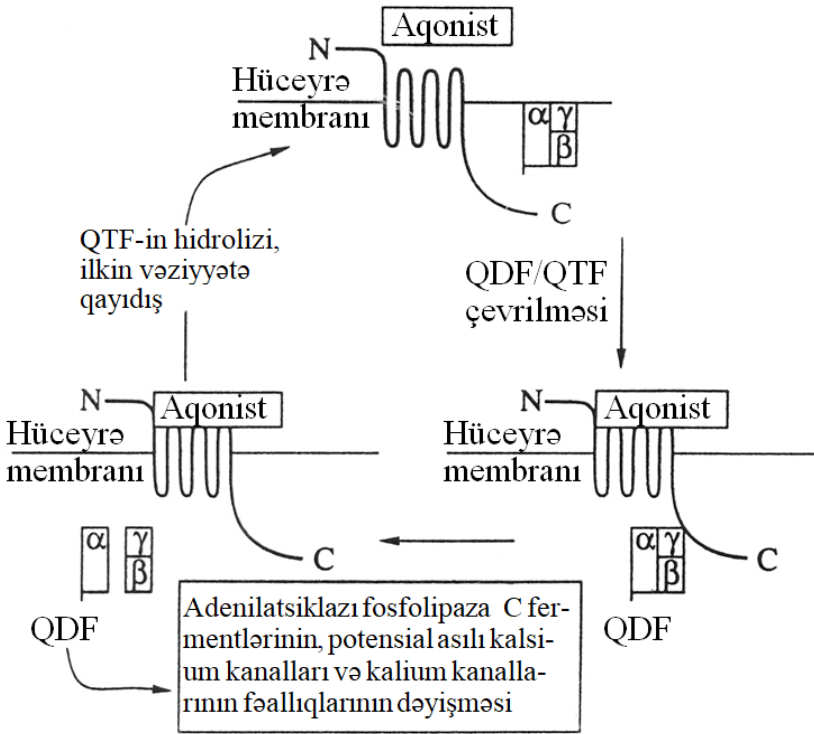 Aqonist
N
Hüceyrə
membranı
α γ
β
C
QTF-in hidrolizi,
ilkin vəziyyətə
qayıdış
QDF/QTF
çevrilməsi
N
Aqonist
Hüceyrə
membranı
α γ
β
C
QDF
N
Aqonist
Hüceyrə
membranı
α γ
β
C
QDF
Adenilatsiklazı fosfolipaza C fer-
mentlərinin, potensial asılı kalsi-
um kanalları və kalium kanalla-
rının fəallıqlarının dəyişməsi